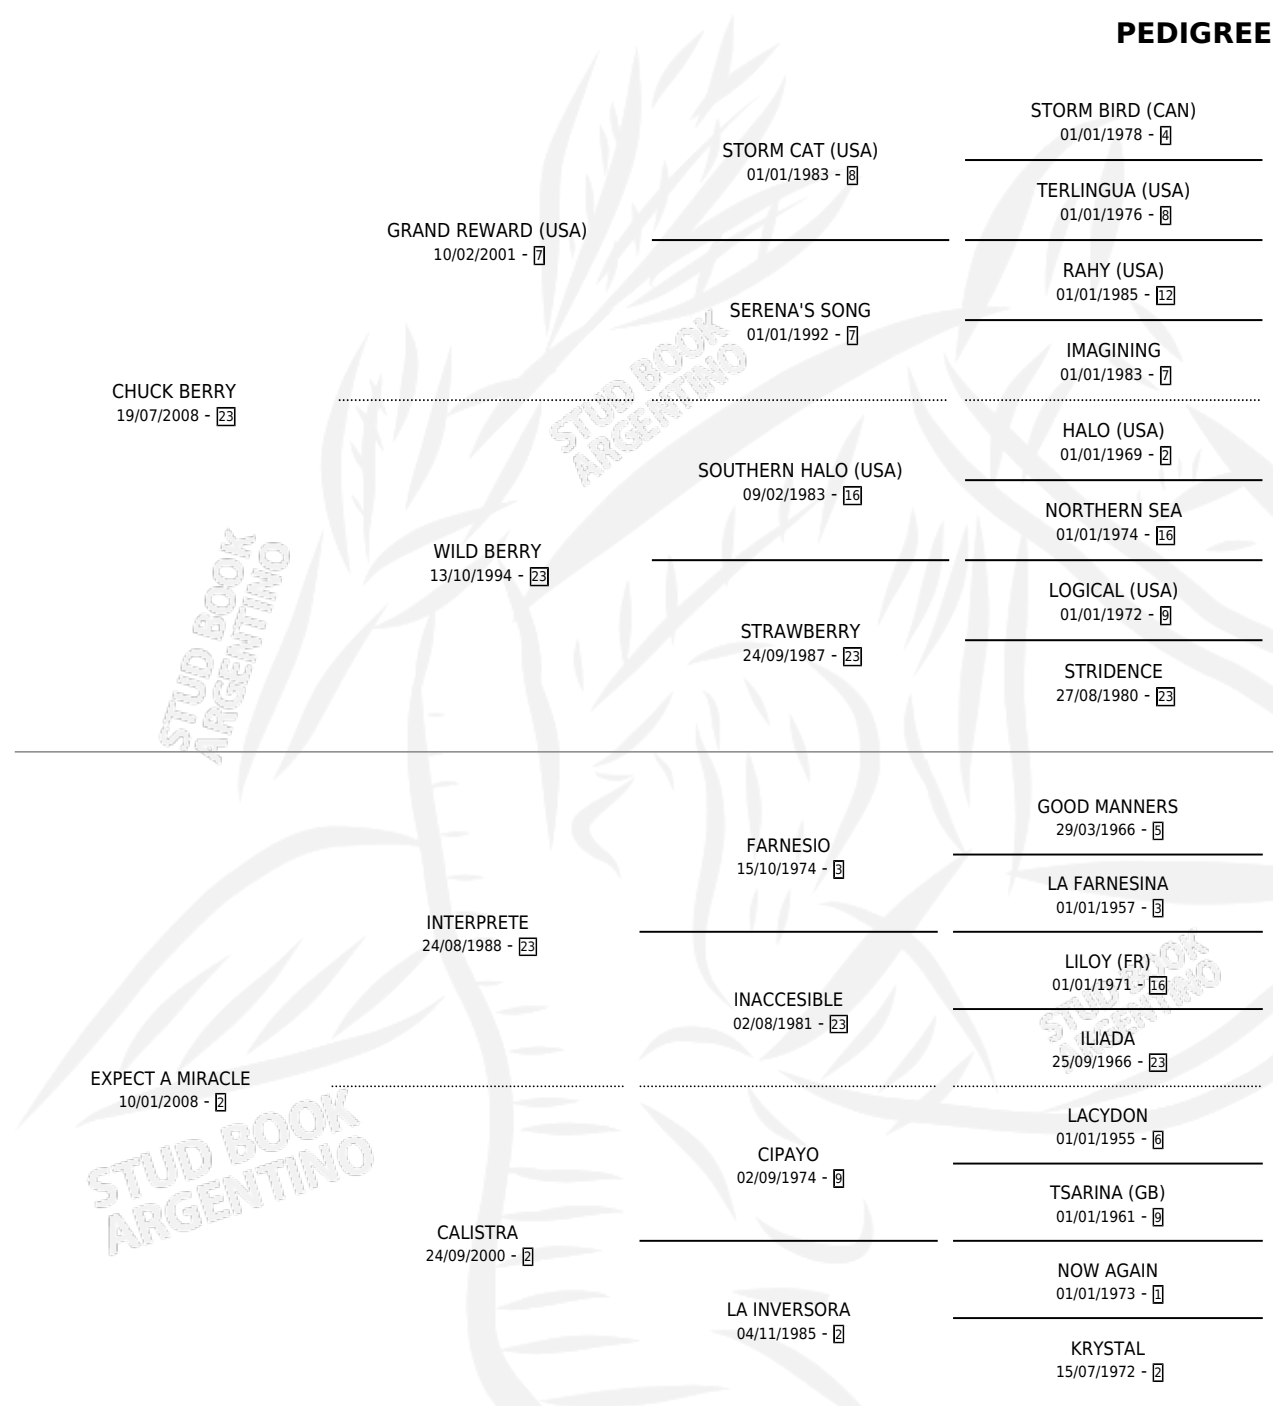 PEDIGREE
STORM BIRD (CAN)
01/01/1978 - 4
STORM CAT (USA)
01/01/1983 - 8
TERLINGUA (USA)
01/01/1976 - 8
GRAND REWARD (USA)
10/02/2001 - 7
RAHY (USA)
01/01/1985 - 12
SERENA'S SONG
01/01/1992 - 7
IMAGINING
01/01/1983 - 7
CHUCK BERRY
19/07/2008 - 23
HALO (USA)
01/01/1969 - 2
SOUTHERN HALO (USA)
09/02/1983 - 16
NORTHERN SEA
01/01/1974 - 16
WILD BERRY
13/10/1994 - 23
LOGICAL (USA)
01/01/1972 - 9
STRAWBERRY
24/09/1987 - 23
STRIDENCE
27/08/1980 - 23
GOOD MANNERS
29/03/1966 - 5
FARNESIO
15/10/1974 - 3
LA FARNESINA
01/01/1957 - 3
INTERPRETE
24/08/1988 - 23
LILOY (FR)
01/01/1971 - 16
INACCESIBLE
02/08/1981 - 23
ILIADA
25/09/1966 - 23
EXPECT A MIRACLE
10/01/2008 - 2
LACYDON
01/01/1955 - 6
CIPAYO
02/09/1974 - 9
TSARINA (GB)
01/01/1961 - 9
CALISTRA
24/09/2000 - 2
NOW AGAIN
01/01/1973 - 1
LA INVERSORA
04/11/1985 - 2
KRYSTAL
15/07/1972 - 2
STUD BOOK
ARGENTINO
STUD BOOK
ARGENTINO
STUD BOOK
ARGENTINO
STUD BOOK
ARGENTINO